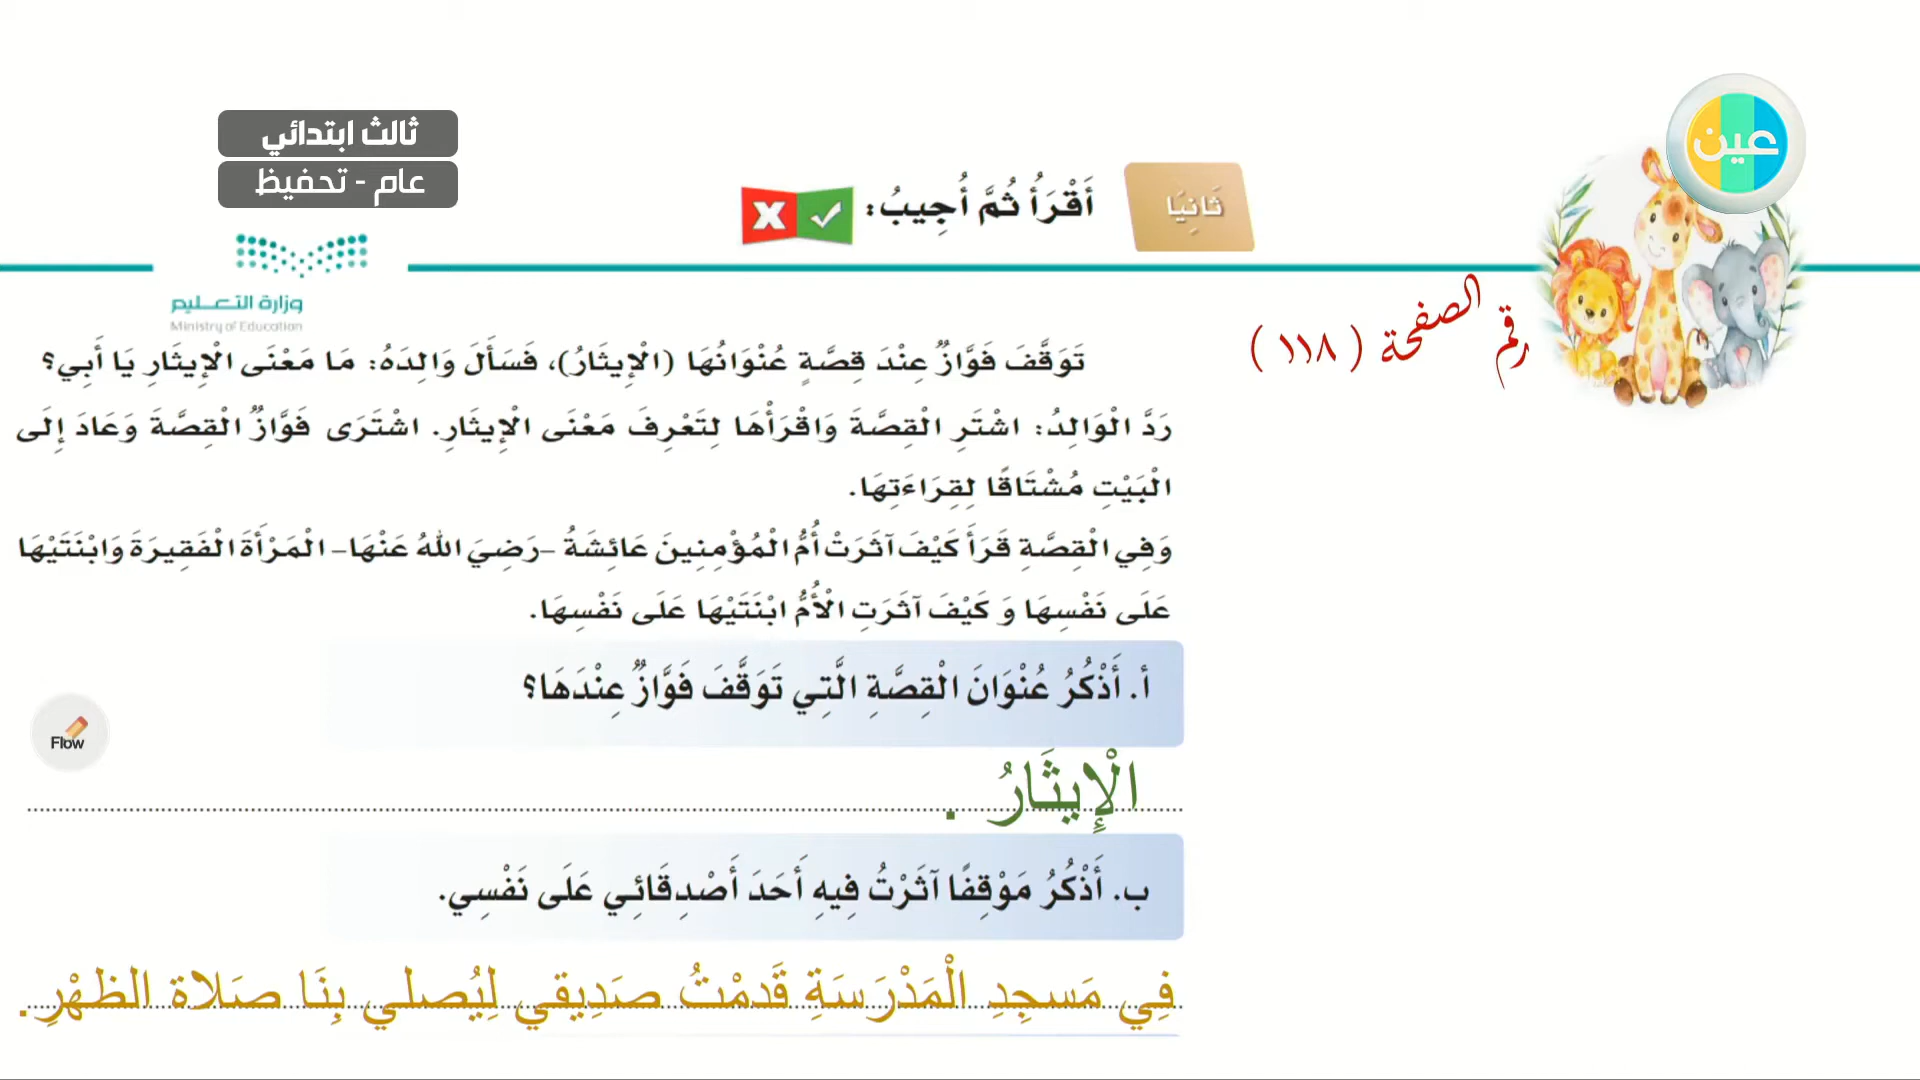 عين
ثالث ابتدائي
عام - تحفيظ
ثَانِيًا
أَقْرَأُ ثُمَّ أُجِيبُ:
وزارة التعليم
Ministry of Education
رقم الصفحة ( ١١٨ )
تَوَقَّفَ فَوَّازٌ عِنْدَ قِصَّةٍ عُنْوَانُهَا (الْإِيثَارُ)، فَسَأَلَ وَالِدَهُ: مَا مَعْنَى الْإِيثَارِ يَا أَبِي؟
رَدَّ الْوَالِدُ: اشْتَرِ الْقِصَّةَ وَاقْرَأْهَا لِتَعْرِفَ مَعْنَى الْإِيثَارِ. اشْتَرَى فَوَّازٌ الْقِصَّةَ وَعَادَ إِلَى
الْبَيْتِ مُشْتَاقًا لِقِرَاءَتِهَا.
وَفِي الْقِصَّةِ قَرَأَ كَيْفَ آثَرَتْ أُمُّ الْمُؤْمِنِينَ عَائِشَةُ –رَضِيَ اللهُ عَنْهَا– الْمَرْأَةَ الْفَقِيرَةَ وَابْنَتَيْهَا
عَلَى نَفْسِهَا وَ كَيْفَ آثَرَتِ الْأُمُّ ابْنَتَيْهَا عَلَى نَفْسِهَا.
أ. أَذْكُرُ عُنْوَانَ الْقِصَّةِ الَّتِي تَوَقَّفَ فَوَّازٌ عِنْدَهَا؟
Flow
الْإِيثَارُ .
ب. أَذْكُرُ مَوْقِفًا آثَرْتُ فِيهِ أَحَدَ أَصْدِقَائِي عَلَى نَفْسِي.
فِي مَسجِدِ الْمَدْرَسَةِ قَدمْتُ صَدِيقي لِيُصلي بِنَا صَلاة الظهْرِ.